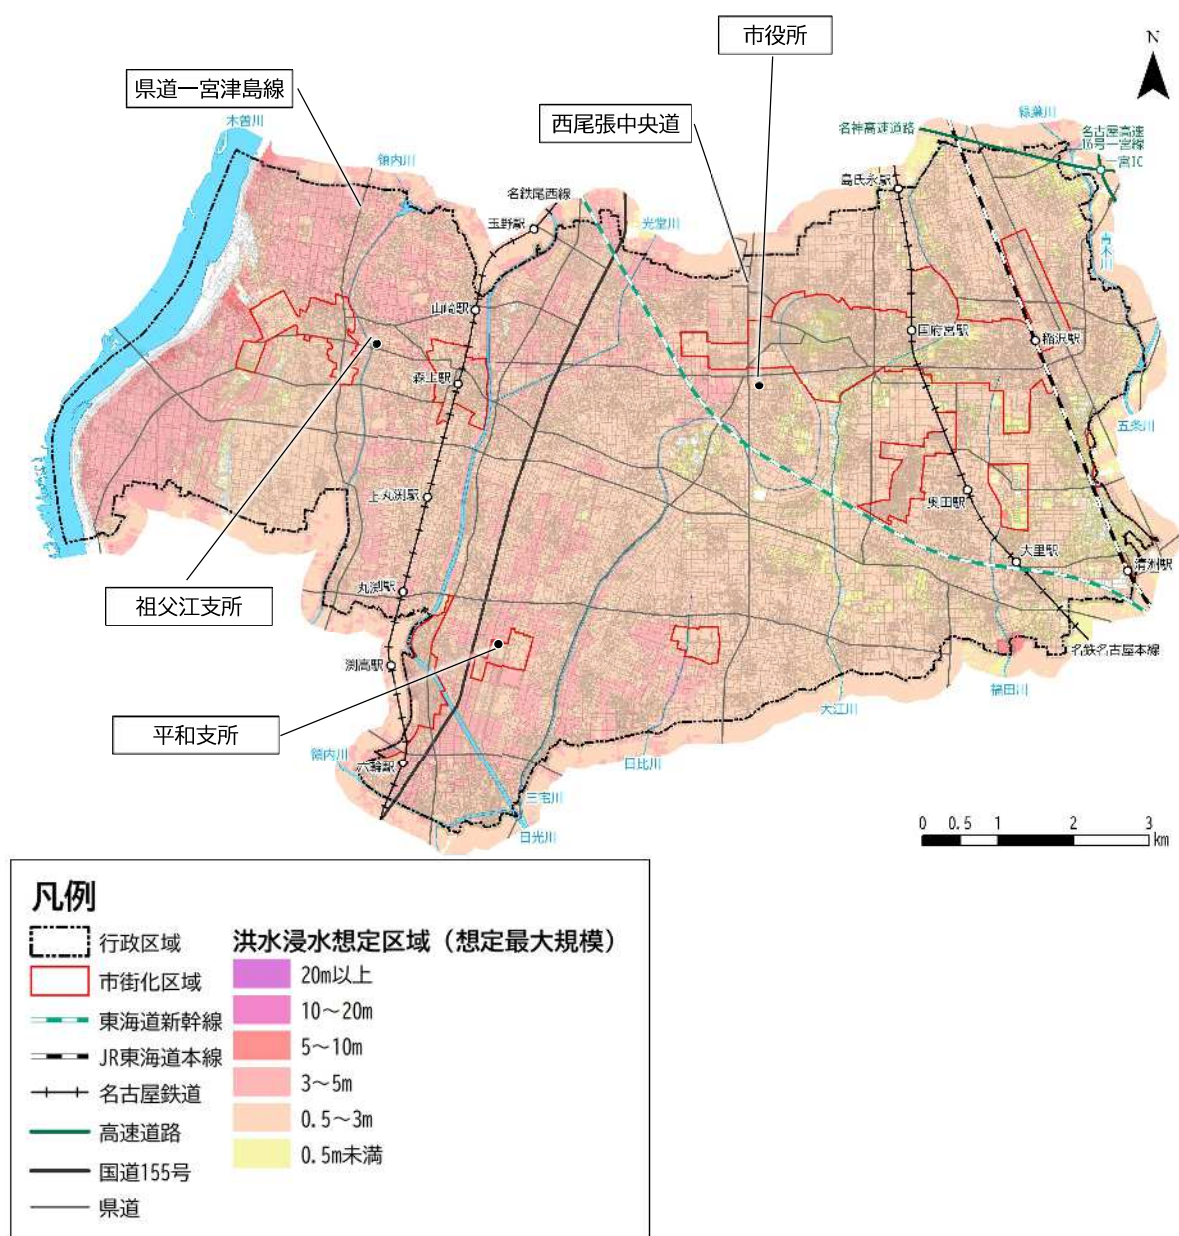 市役所
N
県道一宮津島線
西尾張中央道
木曽川
領内川
名神高速道路
名古屋高速
16号一宮線
一宮IC
島氏永駅
名鉄尾西線
玉野駅
光堂川
青木川
山崎駅
国府宮駅
稲沢駅
森上駅
五条川
上丸渕駅
奥田駅
大里駅
清洲駅
丸渕駅
祖父江支所
渕高駅
名鉄名古屋本線
福田川
大江川
平和支所
日比川
領内川
六輪駅
三宅川
日光川
0 0.5 1 2 3
km
凡例
行政区域
市街化区域
東海道新幹線
JR東海道本線
名古屋鉄道
高速道路
国道155号
県道
洪水浸水想定区域（想定最大規模）
20m以上
10～20m
5～10m
3～5m
0.5～3m
0.5m未満